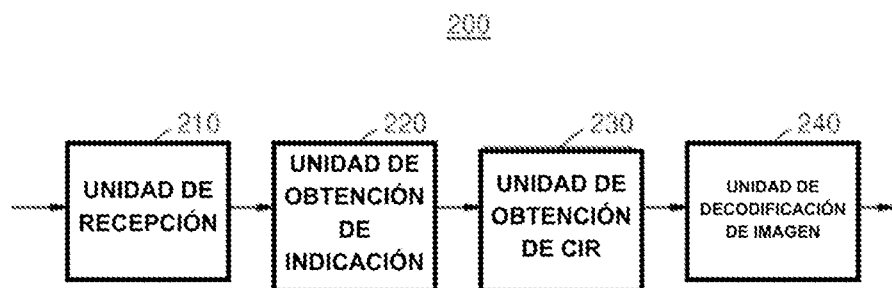 200
210
UNIDAD DE
RECEPCIÓN
220
UNIDAD DE
OBTENCIÓN
DE
INDICACIÓN
230
UNIDAD DE
OBTENCIÓN
DE CIR
240
UNIDAD DE
DECODIFICACIÓN
DE IMAGEN